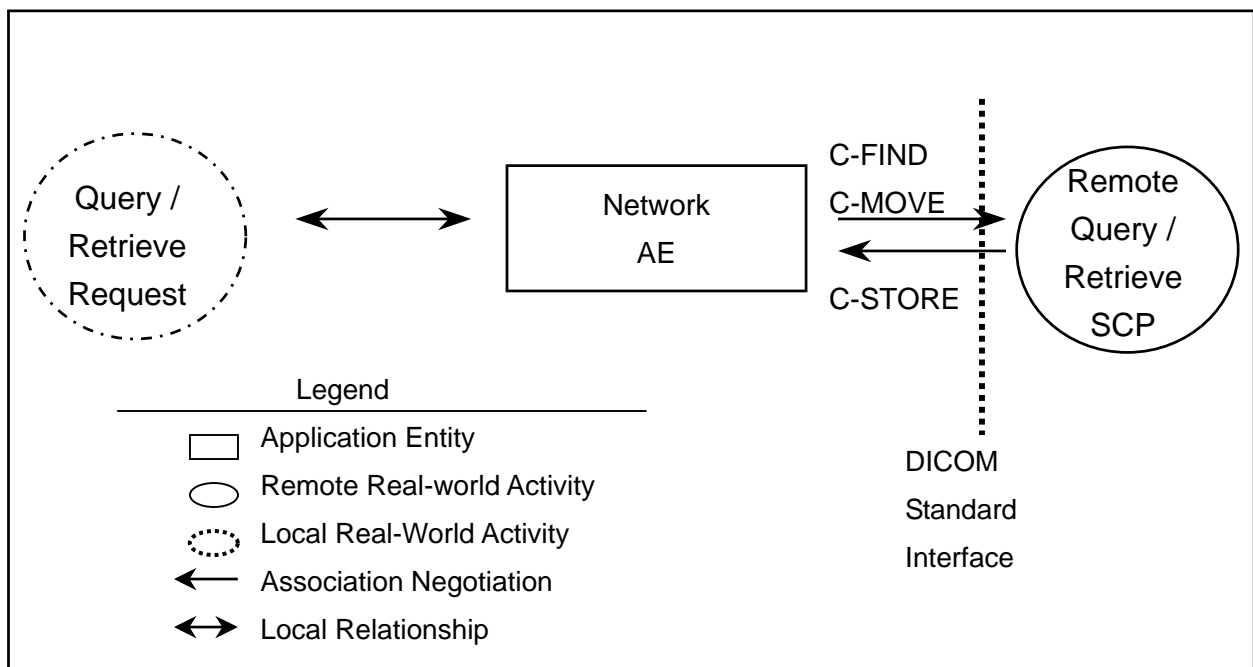 Query /
Retrieve
Request
Network
AE
C-FIND
C-MOVE
C-STORE
Remote
Query /
Retrieve
SCP
DICOM
Standard
Interface
Legend
Application Entity
Remote Real-world Activity
Local Real-World Activity
Association Negotiation
Local Relationship